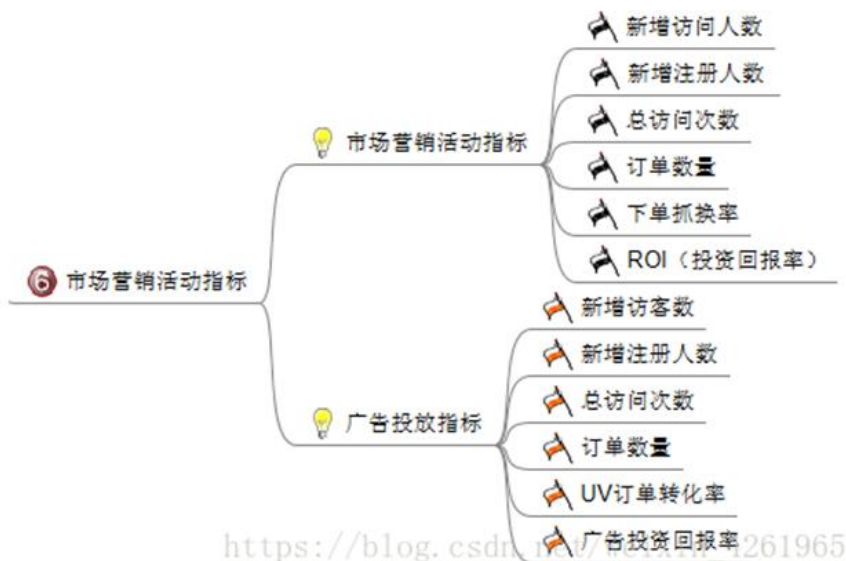 6 市场营销活动指标
市场营销活动指标
新增访问人数
新增注册人数
总访问次数
订单数量
下单抓换率
ROI（投资回报率）
广告投放指标
新增访客数
新增注册人数
总访问次数
订单数量
UV订单转化率
广告投资回报率